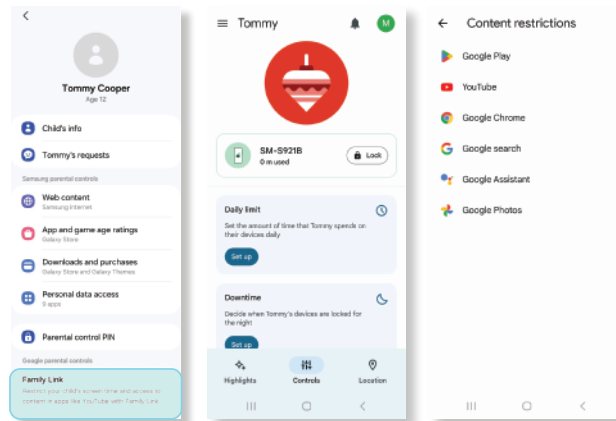 Tommy Cooper
Age 12
Child's info
Tommy's requests
Samsung parental controls
Web content
Samsung Internet
App and game age ratings
Galaxy Store
Downloads and purchases
Galaxy Store and Galaxy Themes
Personal data access
9 apps
Parental control PIN
Google parental controls
Family Link
Restrict your child's screen time and access to
content in apps like YouTube with Family Link.
Tommy
M
SM-S921B
0 m used
Lock
Daily limit
Set the amount of time that Tommy spends on
their devices daily
Set up
Downtime
Decide when Tommy's devices are locked for
the night
Set up
Highlights
Controls
Location
Content restrictions
Google Play
YouTube
Google Chrome
Google search
Google Assistant
Google Photos